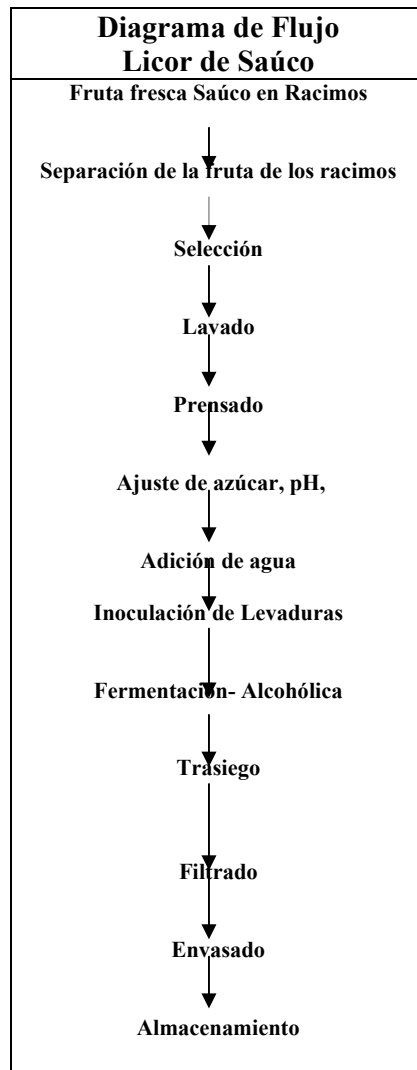 Diagrama de Flujo
Licor de Saúco
Fruta fresca Saúco en Racimos
Separación de la fruta de los racimos
Selección
Lavado
Prensado
Ajuste de azúcar, pH,
Adición de agua
Inoculación de Levaduras
Fermentación- Alcohólica
Trasiego
Filtrado
Envasado
Almacenamiento